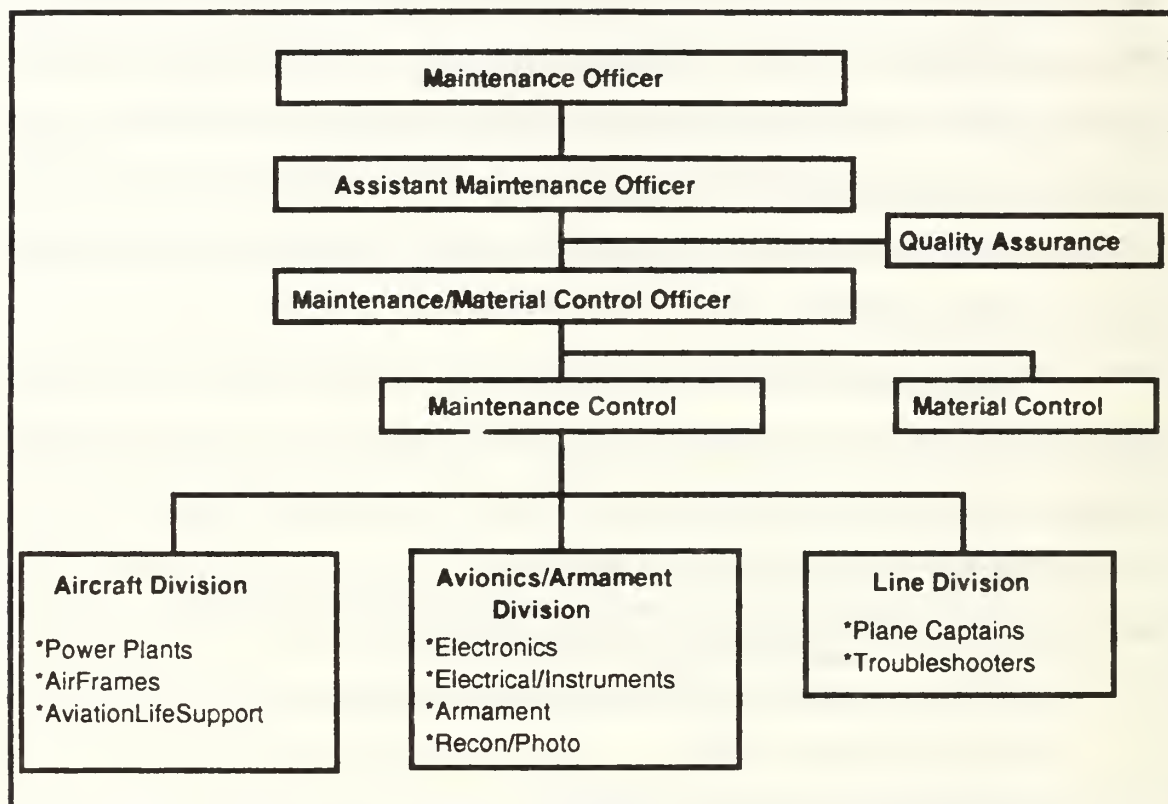 Maintenance Officer
Assistant Maintenance Officer
Quality Assurance
Maintenance/Material Control Officer
Maintenance Control
Material Control
Aircraft Division
*Power Plants
*AirFrames
*AviationLifeSupport
Avionics/Armament
Division
*Electronics
*Electrical/Instruments
*Armament
*Recon/Photo
Line Division
*Plane Captains
*Troubleshooters